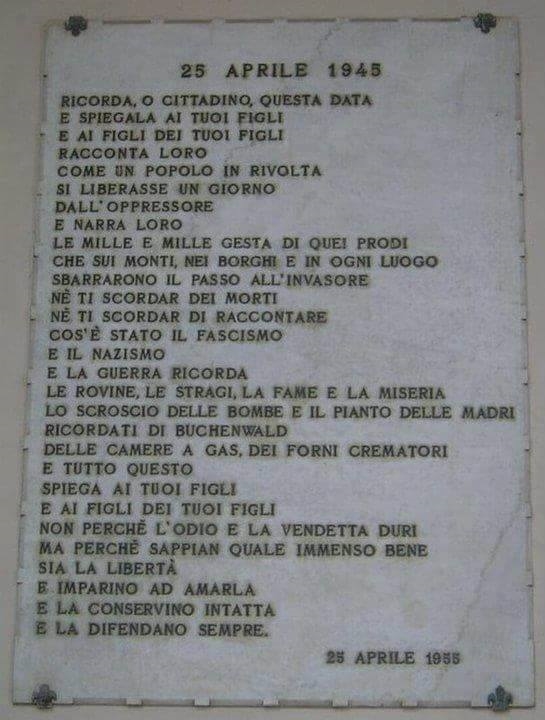 25 APRILE 1945
RICORDA, O CITTADINO, QUESTA DATA
E SPIEGALA AI TUOI FIGLI
E AI FIGLI DEI TUOI FIGLI
RACCONTA LORO
COME UN POPOLO IN RIVOLTA
SI LIBERASSE UN GIORNO
DALL'OPPRESSORE
E NARRA LORO
LE MILLE E MILLE GESTA DI QUEI PRODI
CHE SUI MONTI, NEI BORGHI E IN OGNI LUOGO
SBARRARONO IL PASSO ALL'INVASORE
NÈ TI SCORDAR DEI MORTI
NÈ TI SCORDAR DI RACCONTARE
COS'È STATO IL FASCISMO
E IL NAZISMO
E LA GUERRA RICORDA
LE ROVINE, LE STRAGI, LA FAME E LA MISERIA
LO SCROSCIO DELLE BOMBE E IL PIANTO DELLE MADRI
RICORDATI DI BUCHENWALD
DELLE CAMERE A GAS, DEI FORNI CREMATORI
E TUTTO QUESTO
SPIEGA AI TUOI FIGLI
E AI FIGLI DEI TUOI FIGLI
NON PERCHÈ L'ODIO E LA VENDETTA DURI
MA PERCHÈ SAPPIAN QUALE IMMENSO BENE
SIA LA LIBERTÀ
E IMPARINO AD AMARLA
E LA CONSERVINO INTATTA
E LA DIFENDANO SEMPRE.
25 APRILE 1955